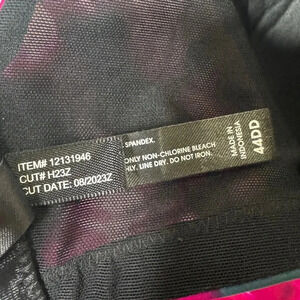 ITEM# 12131946
CUT# H23Z
CUT DATE: 08/2023Z
SPANDEX.
ONLY NON-CHLORINE BLEACH
LINE DRY. DO NOT IRON.
MADE IN
INDONESIA
44DD